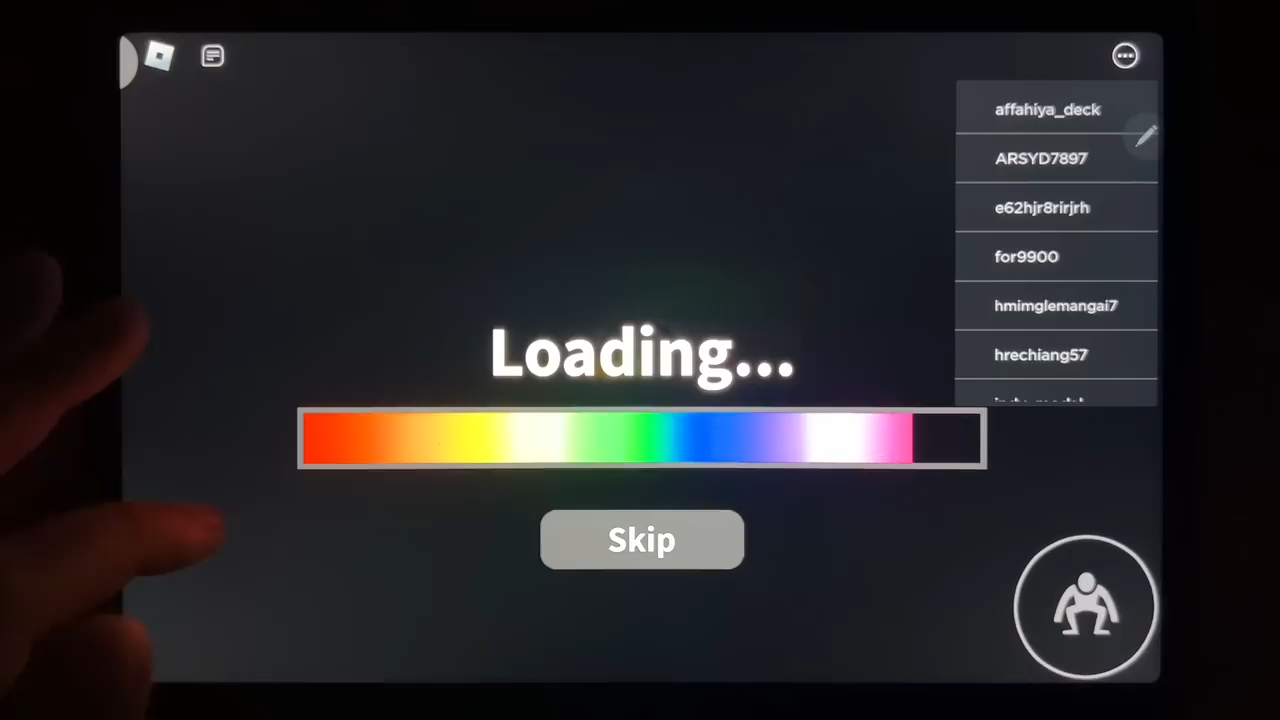 affahiya_deck
ARSYD7897
e62hjr8rirjrh
for9900
hmimglemangai7
hrechiang57
Loading...
Skip